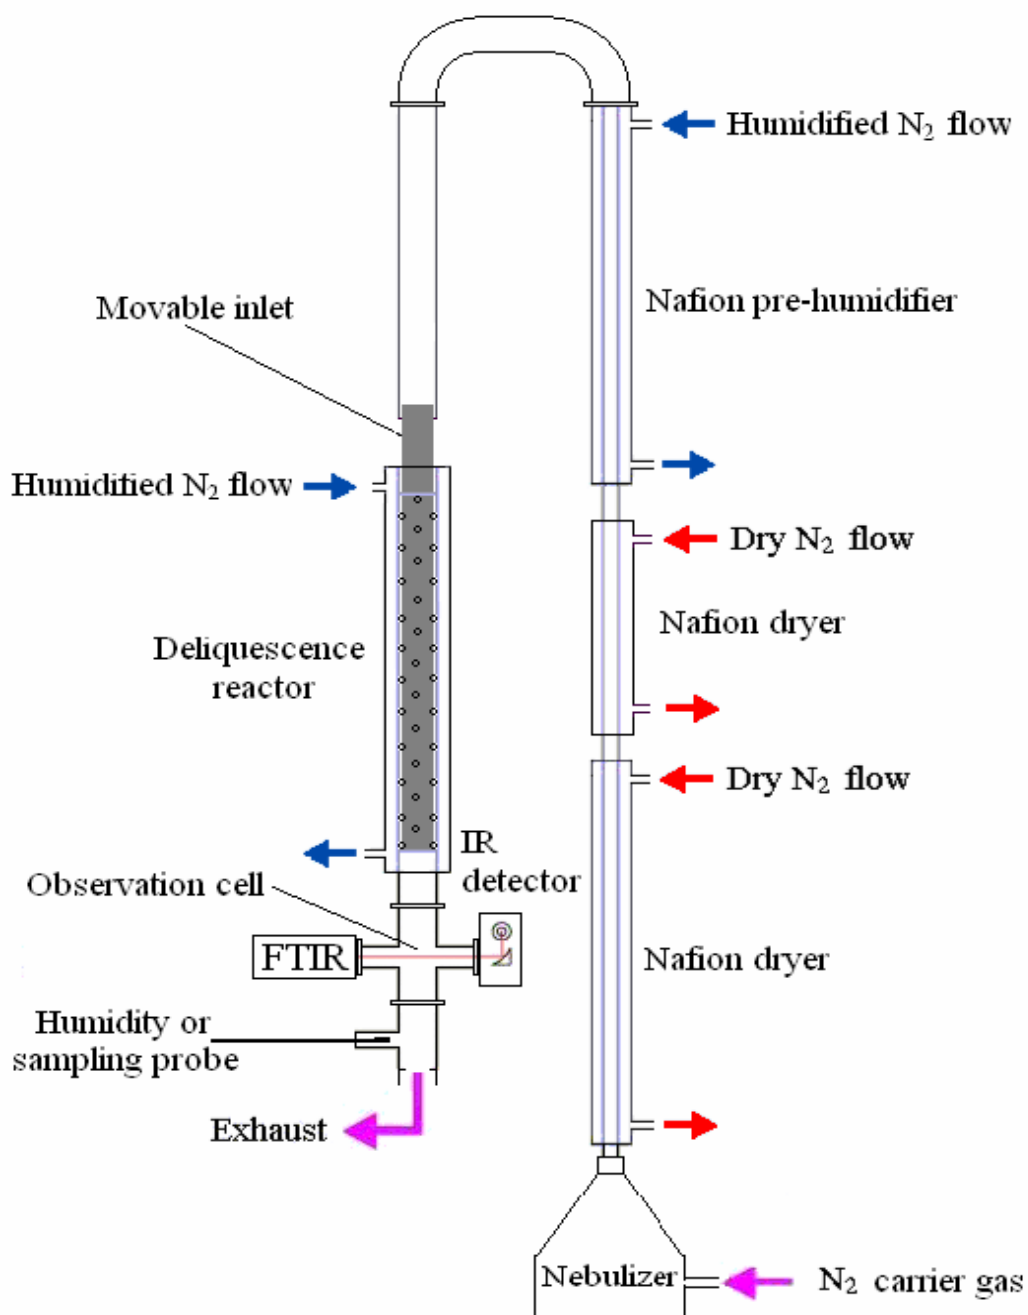 Humidified N₂ flow
Movable inlet
Nafion pre-humidifier
Humidified N₂ flow
Dry N₂ flow
Nafion dryer
Deliquescence
reactor
Dry N₂ flow
IR
detector
Observation cell
FTIR
Nafion dryer
Humidity or
sampling probe
Exhaust
Nebulizer
N₂ carrier gas